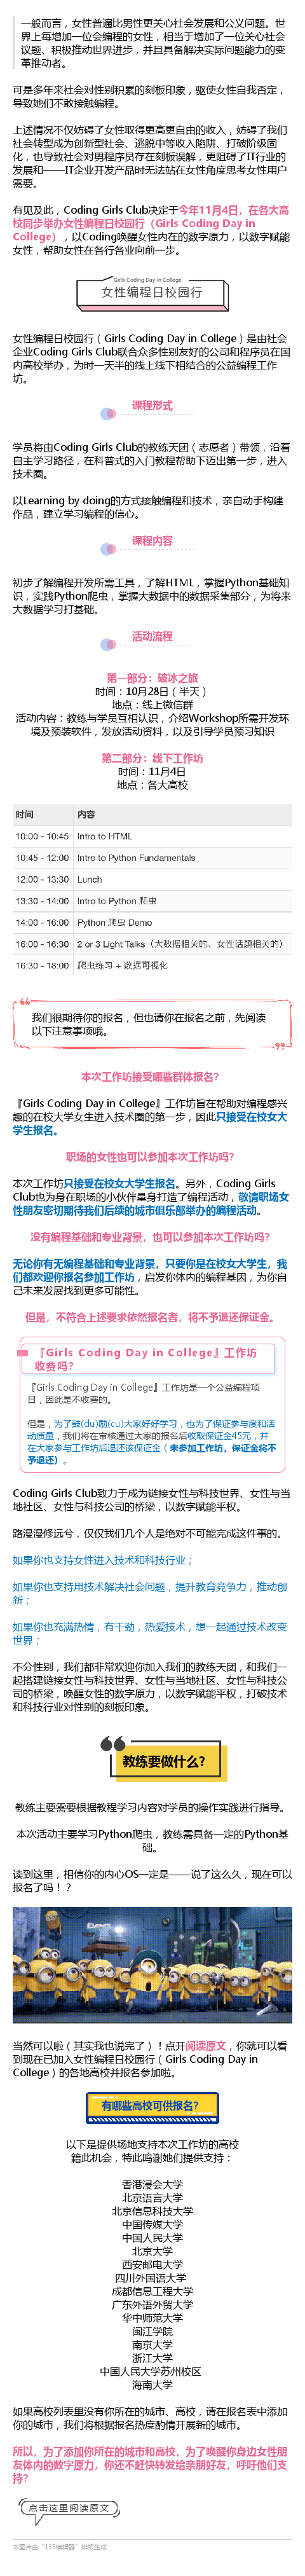 一般而言，女性普遍比男性更关心社会发展和公义问题。世
界上每增加一位会编程的女性，相当于增加了一位关心社会
议题、积极推动世界进步，并且具备解决实际问题能力的变
革推动者。
可是多年来社会对性别积累的刻板印象，驱使女性自我否定，
导致她们不敢接触编程。
上述情况不仅妨碍了女性取得更高更自由的收入，妨碍了我们
社会转型成为创新型社会、逃脱中等收入陷阱、打破阶级固
化，也导致社会对男程序员存在刻板误解，更阻碍了IT行业的
发展和——IT企业开发产品时无法站在女性角度思考女性用户
需要。
有见及此，Coding Girls Club决定于今年11月4日，在各大高
校同步举办女性编程日校园行（Girls Coding Day in
College），以Coding唤醒女性内在的数字原力，以数字赋能
女性，帮助女性在各行各业向前一步。
Girls Coding Day in College
女性编程日校园行
女性编程日校园行（Girls Coding Day in College）是由社会
企业Coding Girls Club联合众多性别友好的公司和程序员在国
内高校举办，为时一天半的线上线下相结合的公益编程工作
坊。
课程形式
学员将由Coding Girls Club的教练天团（志愿者）带领，沿着
自主学习路径，在科普式的入门教程帮助下迈出第一步，进入
技术圈。
以Learning by doing的方式接触编程和技术，亲自动手构建
作品，建立学习编程的信心。
课程内容
初步了解编程开发所需工具，了解HTML，掌握Python基础知
识，实践Python爬虫，掌握大数据中的数据采集部分，为将来
大数据学习打基础。
活动流程
第一部分：破冰之旅
时间：10月28日（半天）
地点：线上微信群
活动内容：教练与学员互相认识，介绍Workshop所需开发环
境及预装软件，发放活动资料，以及引导学员预习知识
第二部分：线下工作坊
时间：11月4日
地点：各大高校
时间 内容
10:00 - 10:45 Intro to HTML
10:45 - 12:00 Intro to Python Fundamentals
12:00 - 13:30 Lunch
13:30 - 14:00 Intro to Python 爬虫
14:00 - 16:00 Python 爬虫 Demo
16:00 - 16:30 2 or 3 Light Talks（大数据相关的、女性话题相关的）
16:30 - 18:00 爬虫练习 + 数据可视化
我们很期待你的报名，但也请你在报名之前，先阅读
以下注意事项哦。
本次工作坊接受哪些群体报名？
『Girls Coding Day in College』工作坊旨在帮助对编程感兴
趣的在校大学女生进入技术圈的第一步，因此只接受在校女大
学生报名。
职场的女性也可以参加本次工作坊吗？
本次工作坊只接受在校女大学生报名。另外，Coding Girls
Club也为身在职场的小伙伴量身打造了编程活动，敬请职场女
性朋友密切期待我们后续的城市俱乐部举办的编程活动。
没有编程基础和专业背景，也可以参加本次工作坊吗？
无论你有无编程基础和专业背景，只要你是在校女大学生，我
们都欢迎你报名参加工作坊，启发你体内的编程基因，为你自
己未来发展找到更多可能性。
但是，不符合上述要求依然报名者，将不予退还保证金。
『Girls Coding Day in College』工作坊
收费吗？
『Girls Coding Day in College』工作坊是一个公益编程项
目，因此是不收费的。
但是，为了鼓(du)励(cu)大家好好学习，也为了保证参与度和活
动质量，我们将在审核通过大家的报名后收取保证金45元，并
在大家参与工作坊后退还该保证金（未参加工作坊，保证金将不
予退还）。
Coding Girls Club致力于成为链接女性与科技世界、女性与当
地社区、女性与科技公司的桥梁，以数字赋能平权。
路漫漫修远兮，仅仅我们几个人是绝对不可能完成这件事的。
如果你也支持女性进入技术和科技行业；
如果你也支持用技术解决社会问题，提升教育竞争力，推动创
新；
如果你也充满热情，有干劲，热爱技术，想一起通过技术改变
世界；
不分性别，我们都非常欢迎你加入我们的教练天团，和我们一
起搭建链接女性与科技世界、女性与当地社区、女性与科技公
司的桥梁，唤醒女性的数字原力，以数字赋能平权，打破技术
和科技行业对性别的刻板印象。
教练要做什么？
教练主要需要根据教程学习内容对学员的操作实践进行指导。
本次活动主要学习Python爬虫，教练需具备一定的Python基
础。
读到这里，相信你的内心OS一定是——说了这么久，现在可以
报名了吗！？
当然可以啦（其实我也说完了）！点开阅读原文，你就可以看
到现在已加入女性编程日校园行（Girls Coding Day in
College）的各地高校并报名参加啦。
有哪些高校可供报名？
以下是提供场地支持本次工作坊的高校
藉此机会，特此鸣谢她们提供支持：
香港浸会大学
北京语言大学
北京信息科技大学
中国传媒大学
中国人民大学
北京大学
西安邮电大学
四川外国语大学
成都信息工程大学
广东外语外贸大学
华中师范大学
闽江学院
南京大学
浙江大学
中国人民大学苏州校区
海南大学
如果高校列表里没有你所在的城市、高校，请在报名表中添加
你的城市，我们将根据报名热度酌情开展新的城市。
所以，为了添加你所在的城市和高校，为了唤醒你身边女性朋
友体内的数字原力，你还不赶快转发给亲朋好友，呼吁他们支
持？
点击这里阅读原文
本图片由“135编辑器”排版生成